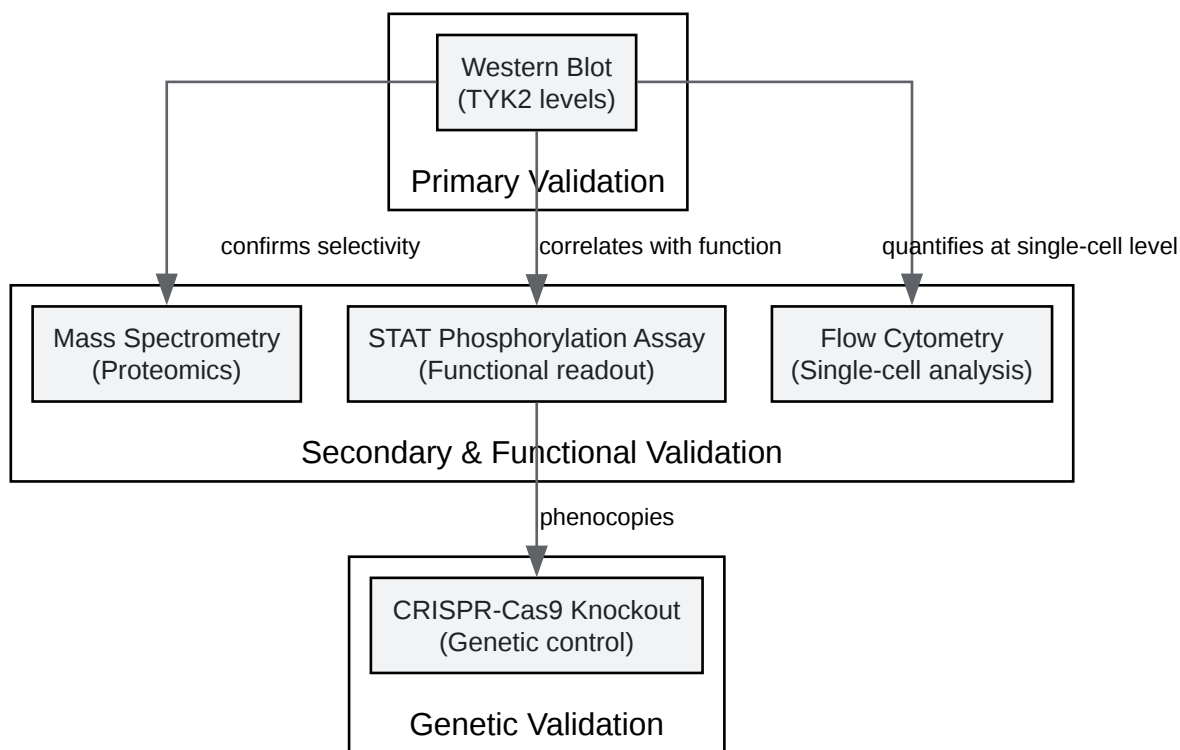 Western Blot
(TYK2 levels)
Primary Validation
confirms selectivity
correlates with function
quantifies at single-cell level
Mass Spectrometry
(Proteomics)
STAT Phosphorylation Assay
(Functional readout)
Flow Cytometry
(Single-cell analysis)
Secondary & Functional Validation
phenocopies
CRISPR-Cas9 Knockout
(Genetic control)
Genetic Validation